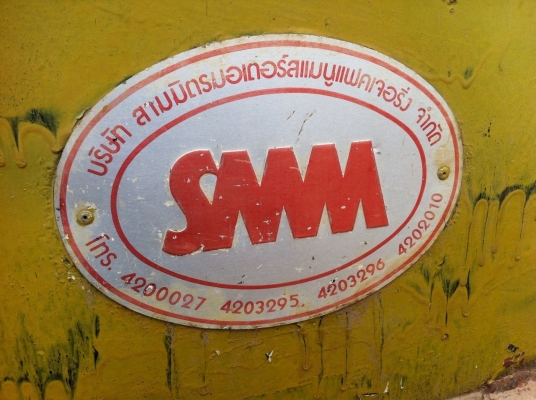 บริษัท สามมิตรมอเตอร์สแมนูแฟคเจอริ่ง จำกัด
SMM
โทร. 4200027 4203295, 4203296 4202010